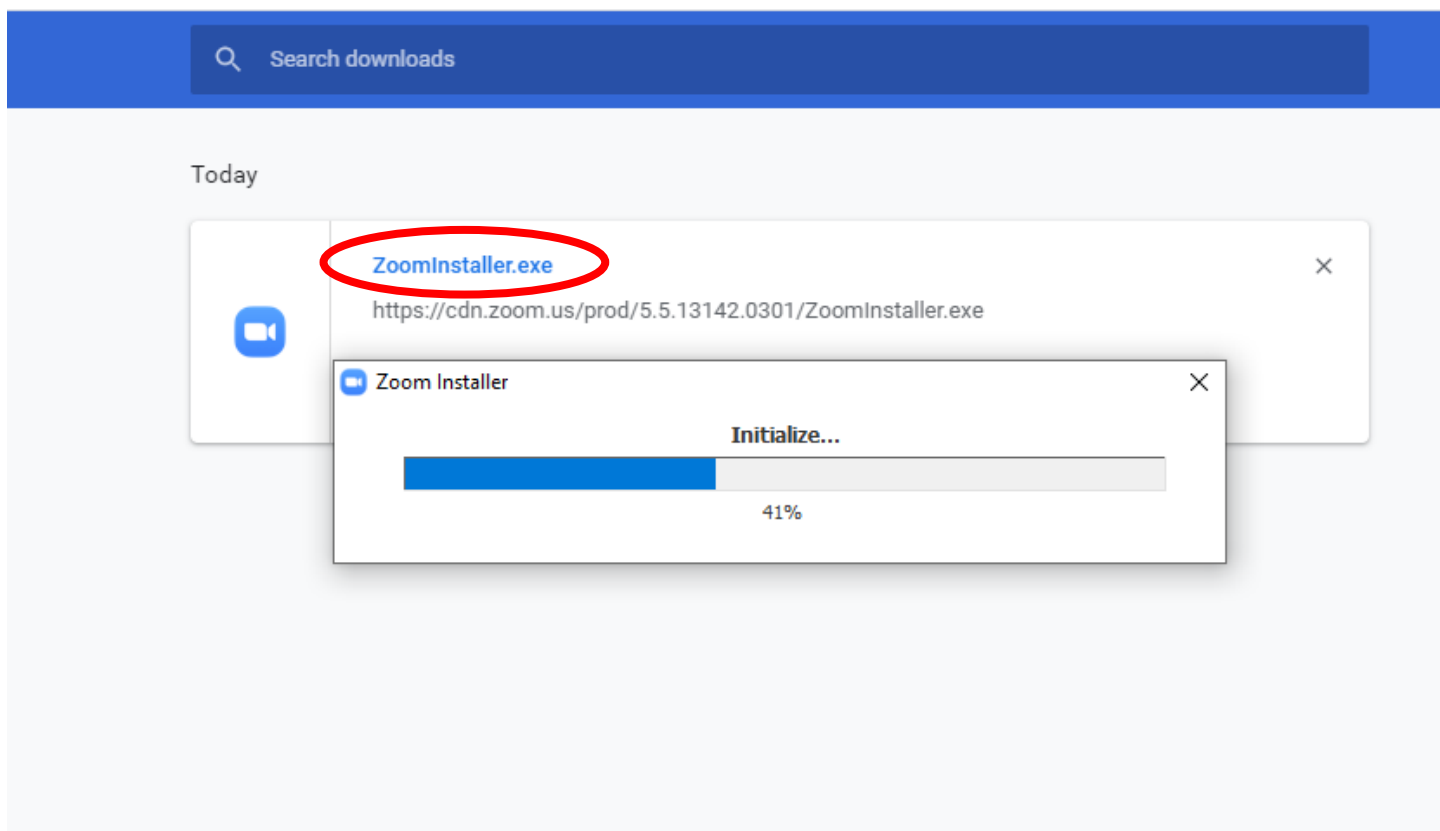 Search downloads
Today
ZoomInstaller.exe
https://cdn.zoom.us/prod/5.5.13142.0301/ZoomInstaller.exe
Zoom Installer
Initialize...
41%